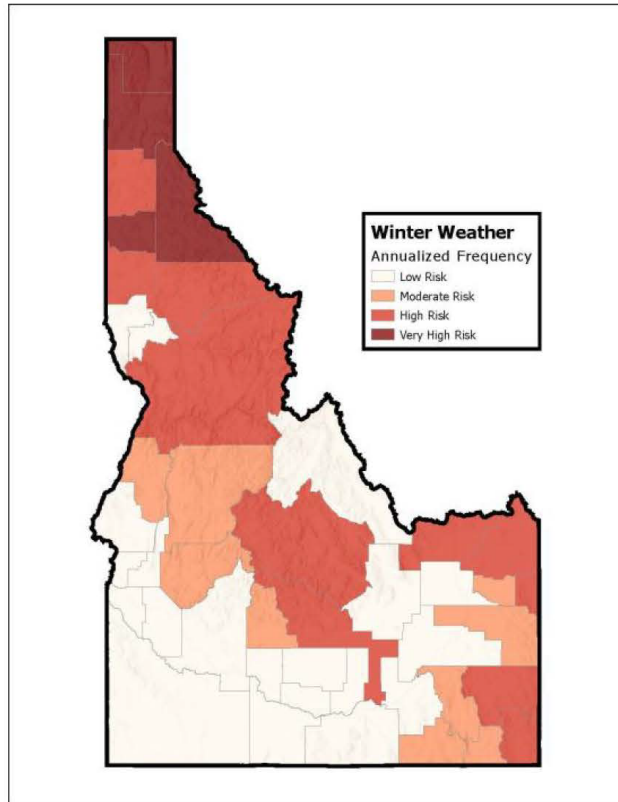 Winter Weather
Annualized Frequency
Low Risk
Moderate Risk
High Risk
Very High Risk